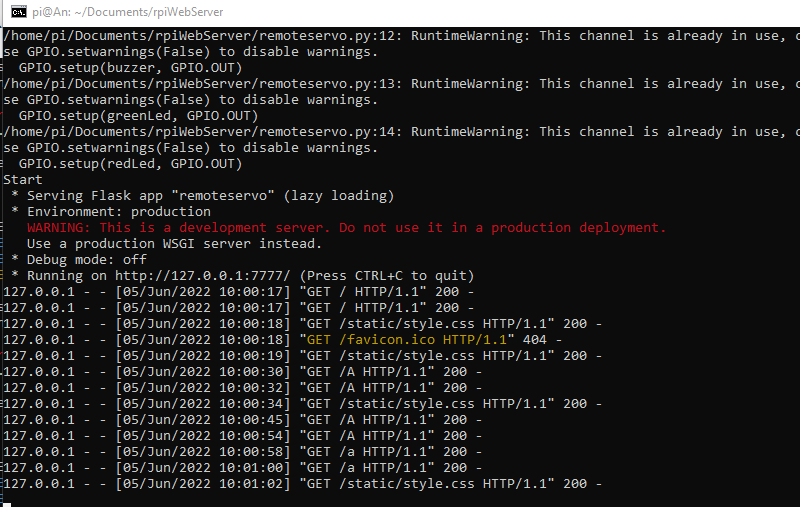 pi@An: ~/Documents/rpiWebServer
/home/pi/Documents/rpiWebServer/remoteservo.py:12: RuntimeWarning: This channel is already in use,
se GPIO.setwarnings(False) to disable warnings.
GPIO.setup(buzzer, GPIO.OUT)
/home/pi/Documents/rpiWebServer/remoteservo.py:13: RuntimeWarning: This channel is already in use,
se GPIO.setwarnings(False) to disable warnings.
GPIO.setup(greenLed, GPIO.OUT)
/home/pi/Documents/rpiWebServer/remoteservo.py:14: RuntimeWarning: This channel is already in use,
se GPIO.setwarnings(False) to disable warnings.
GPIO.setup(redLed, GPIO.OUT)
Start
* Serving Flask app "remoteservo" (lazy loading)
* Environment: production
WARNING: This is a development server. Do not use it in a production deployment.
Use a production WSGI server instead.
* Debug mode: off
* Running on http://127.0.0.1:7777/ (Press CTRL+C to quit)
127.0.0.1 - - [05/Jun/2022 10:00:17] "GET / HTTP/1.1" 200 -
127.0.0.1 - - [05/Jun/2022 10:00:17] "GET / HTTP/1.1" 200 -
127.0.0.1 - - [05/Jun/2022 10:00:18] "GET /static/style.css HTTP/1.1" 200 -
127.0.0.1 - - [05/Jun/2022 10:00:18] "GET /favicon.ico HTTP/1.1" 404 -
127.0.0.1 - - [05/Jun/2022 10:00:19] "GET /static/style.css HTTP/1.1" 200 -
127.0.0.1 - - [05/Jun/2022 10:00:30] "GET /A HTTP/1.1" 200 -
127.0.0.1 - - [05/Jun/2022 10:00:32] "GET /A HTTP/1.1" 200 -
127.0.0.1 - - [05/Jun/2022 10:00:34] "GET /static/style.css HTTP/1.1" 200 -
127.0.0.1 - - [05/Jun/2022 10:00:45] "GET /A HTTP/1.1" 200 -
127.0.0.1 - - [05/Jun/2022 10:00:54] "GET /A HTTP/1.1" 200 -
127.0.0.1 - - [05/Jun/2022 10:00:58] "GET /a HTTP/1.1" 200 -
127.0.0.1 - - [05/Jun/2022 10:01:00] "GET /a HTTP/1.1" 200 -
127.0.0.1 - - [05/Jun/2022 10:01:02] "GET /static/style.css HTTP/1.1" 200 -